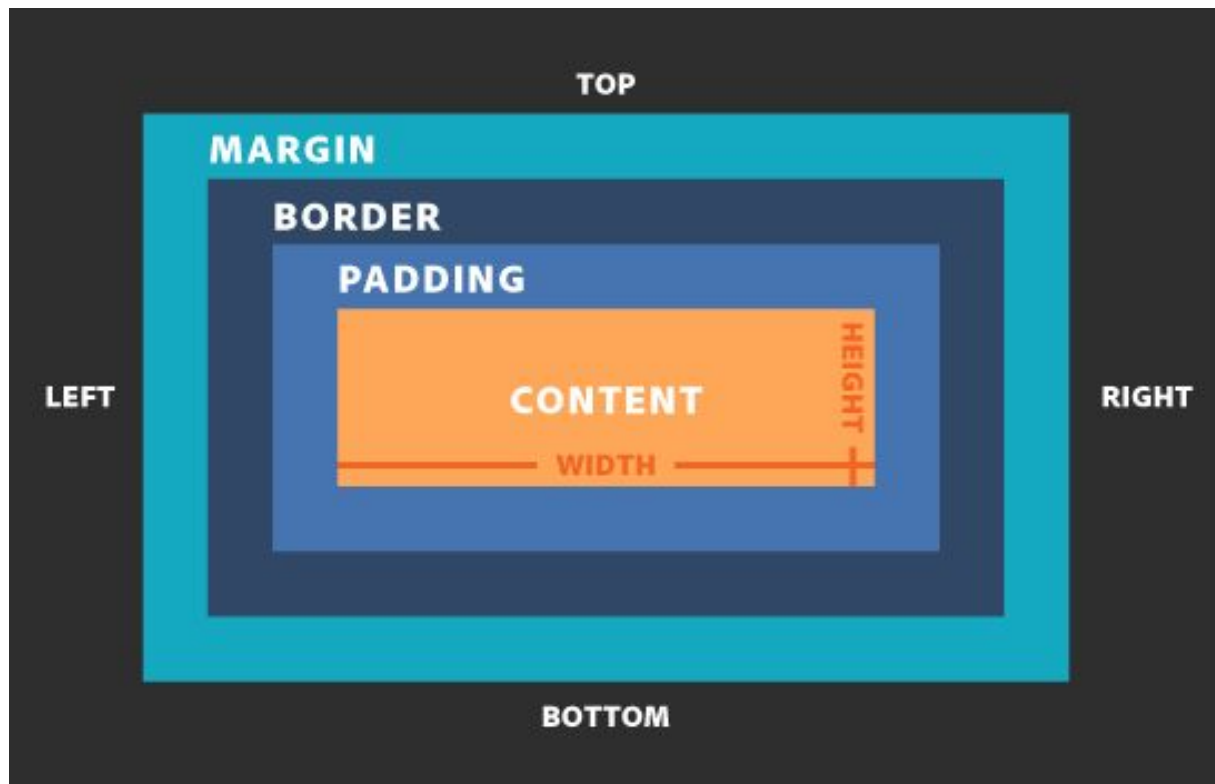 TOP
MARGIN
BORDER
PADDING
HEIGHT
LEFT
CONTENT
RIGHT
WIDTH
BOTTOM